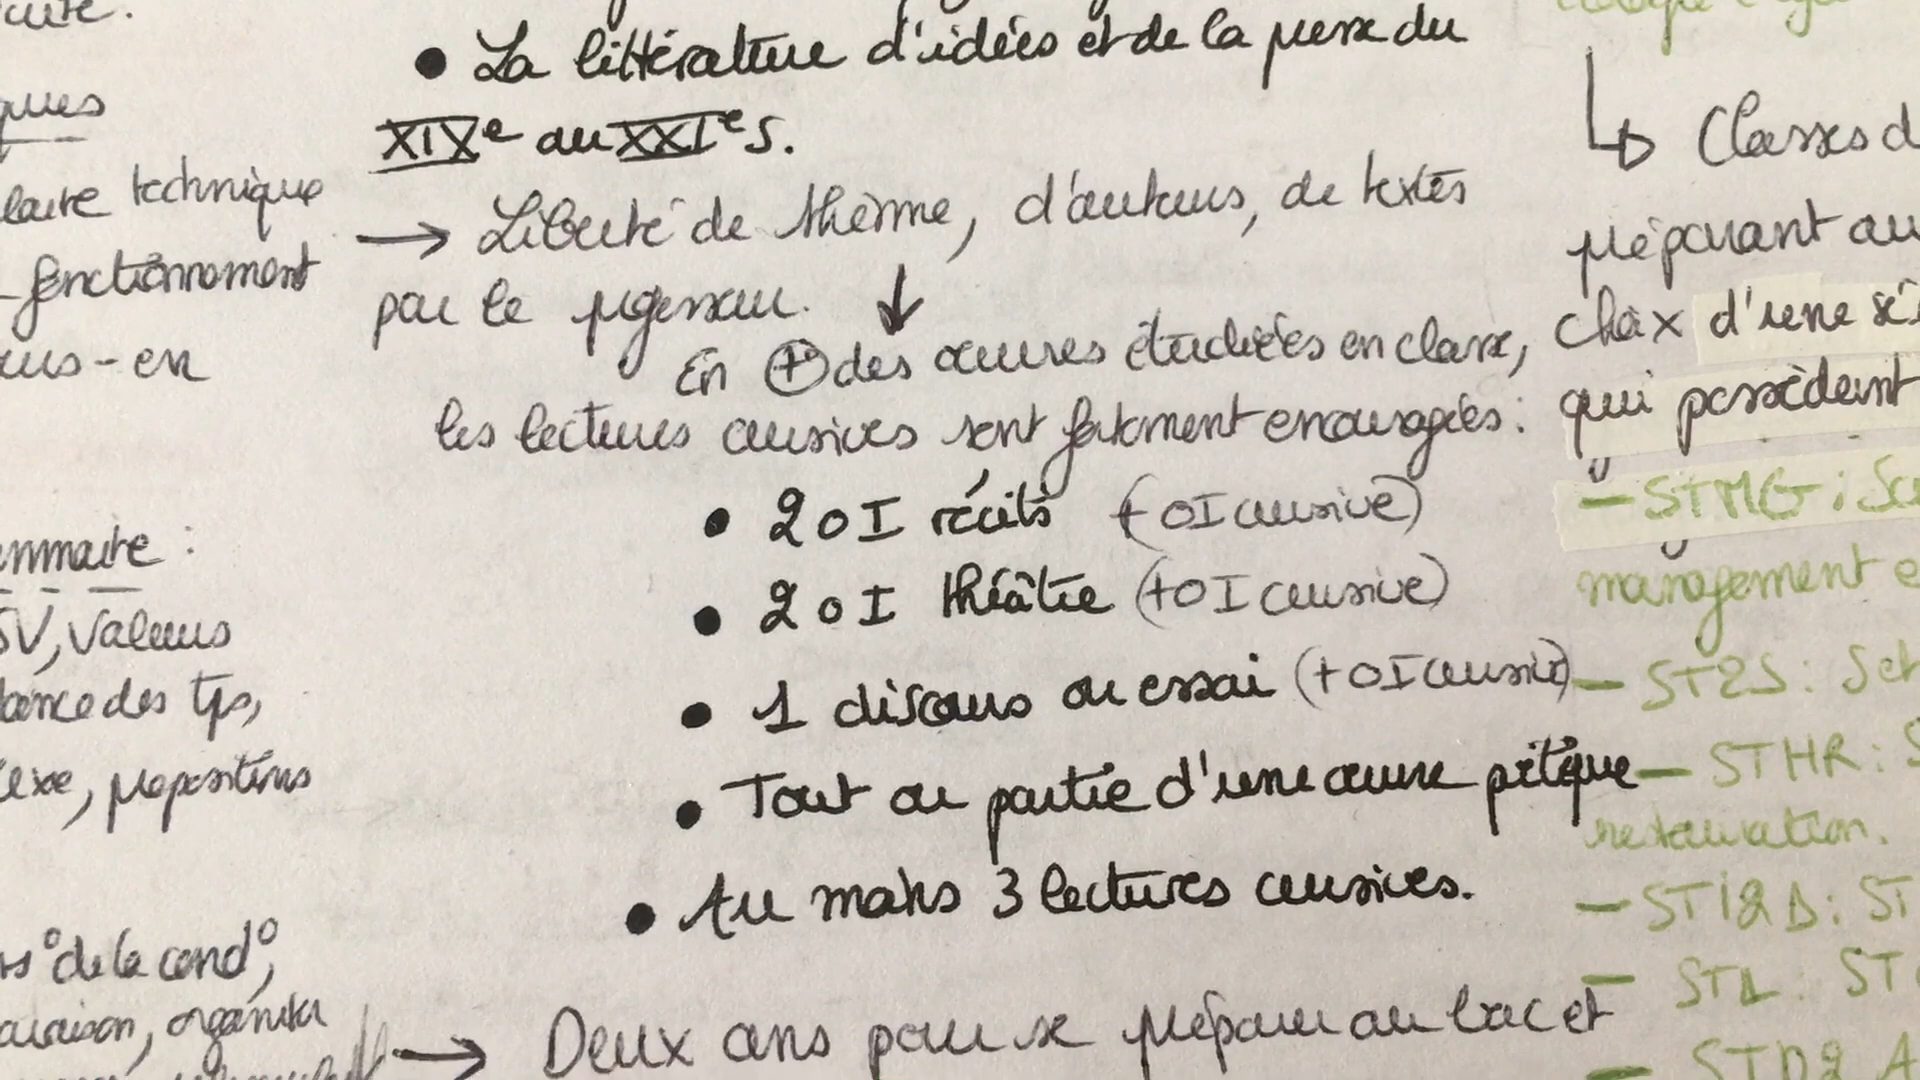 ques
technique
fonctionnement
SV, Valeurs
des tps,
propositions
° de la cond°,
• La littérature d'idées et de la presse du
XIXe au XXIe s.
→ Liberté de thème, d'auteurs, de textes
par le professeur. ↓
En ⊕ des œuvres étudiées en classe,
les lectures cursives sont fortement encouragées :
• 2 OI récits (+ OI cursive)
• 2 OI théâtre (+ OI cursive)
• 1 discours ou essai (+ OI cursive)
• Tout ou partie d'une œuvre poétique
• Au moins 3 lectures cursives.
→ Deux ans pour se préparer au bac et
↳ Classes d
préparant au
choix d'une sé
qui possèdent
- STMG : Sc
management e
- ST2S : Sc
- STHR : S
restauration.
- STI2D : ST
- STL : ST
- STD2A